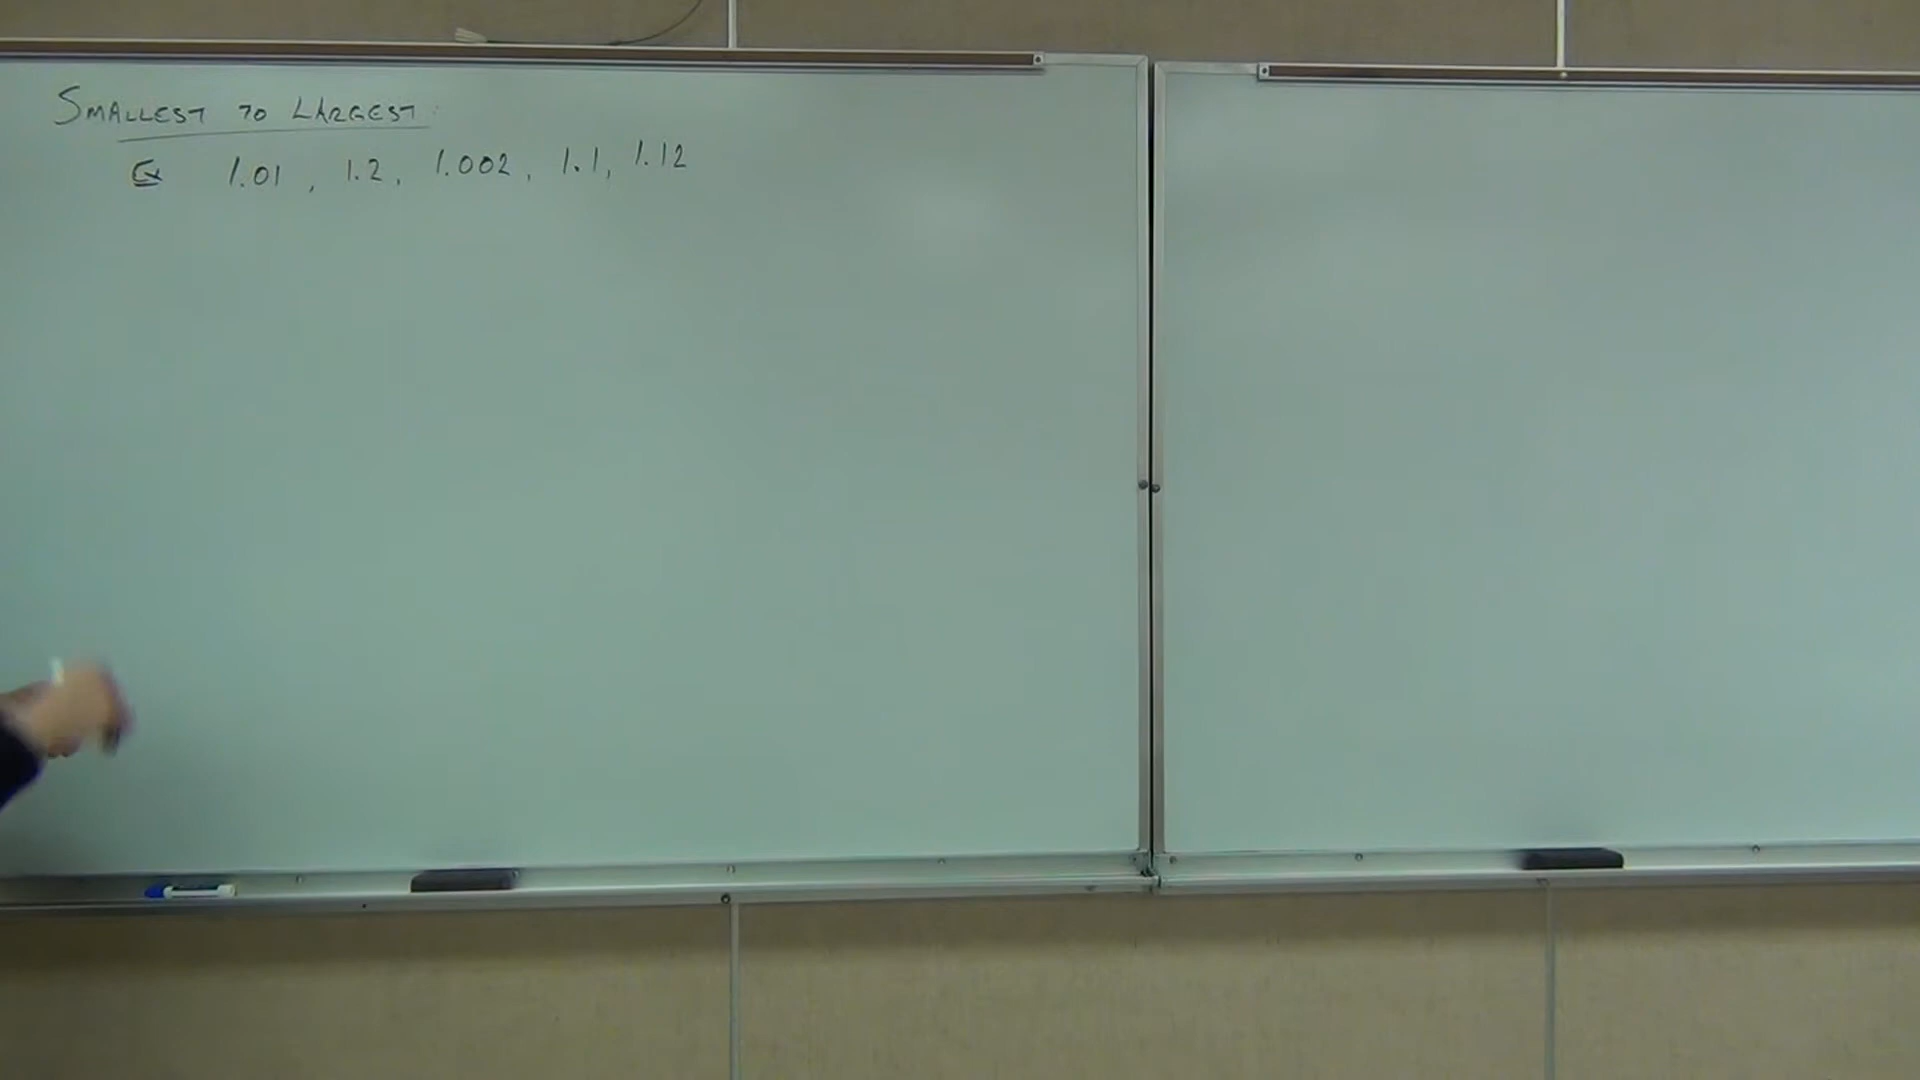 SMALLEST TO LARGEST:
Ex 1.01, 1.2, 1.002, 1.1, 1.12